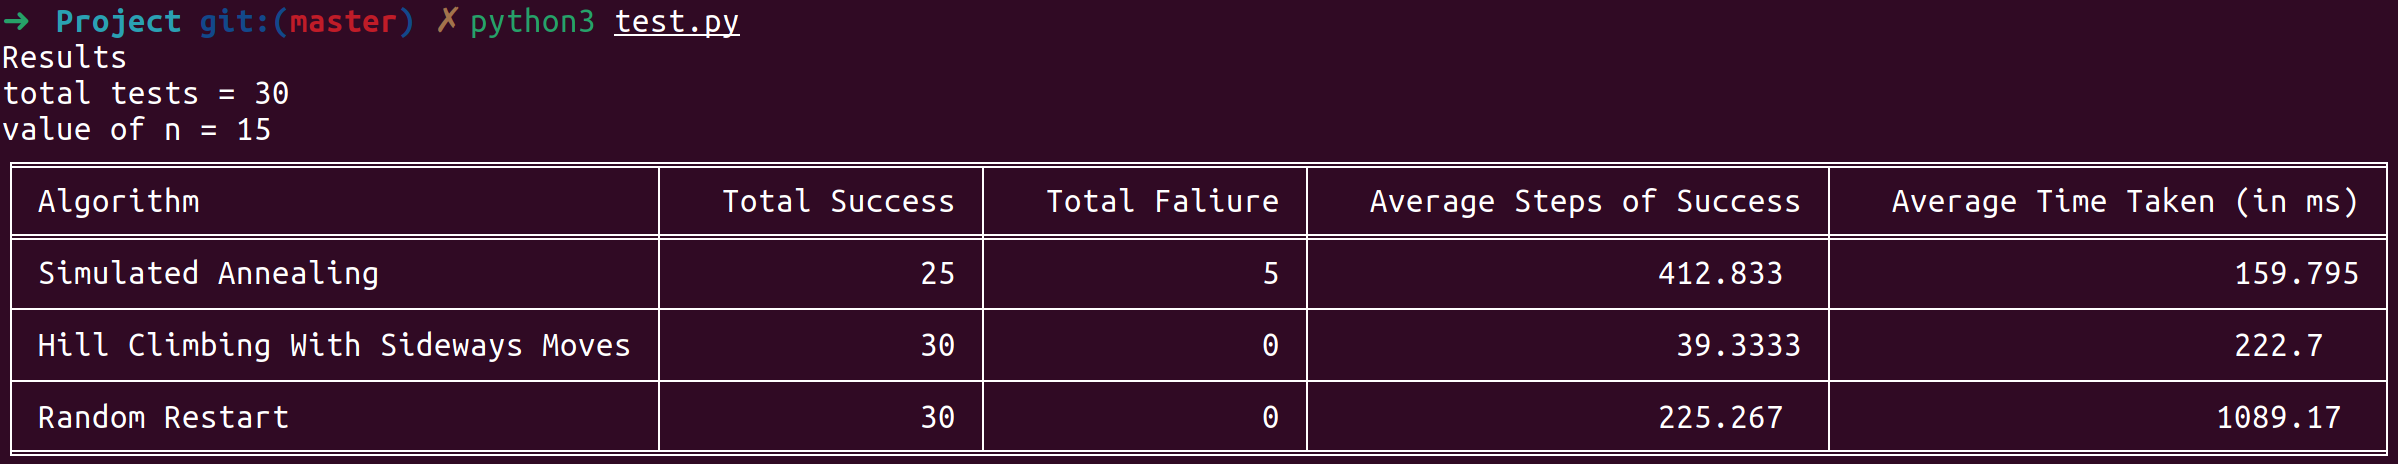 ➜ Project git:(master) ✗ python3 test.py
Results
total tests = 30
value of n = 15
Algorithm Total Success Total Faliure Average Steps of Success Average Time Taken (in ms)
Simulated Annealing 25 5 412.833 159.795
Hill Climbing With Sideways Moves 30 0 39.3333 222.7
Random Restart 30 0 225.267 1089.17